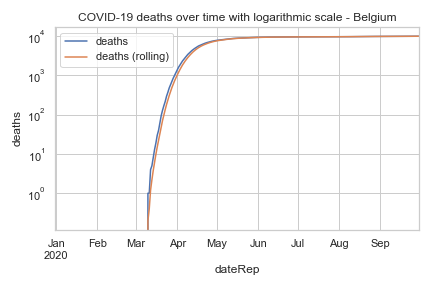 COVID-19 deaths over time with logarithmic scale - Belgium
deaths
deaths (rolling)
deaths
10⁴
10³
10²
10¹
10⁰
Jan Feb Mar Apr May Jun Jul Aug Sep
2020
dateRep